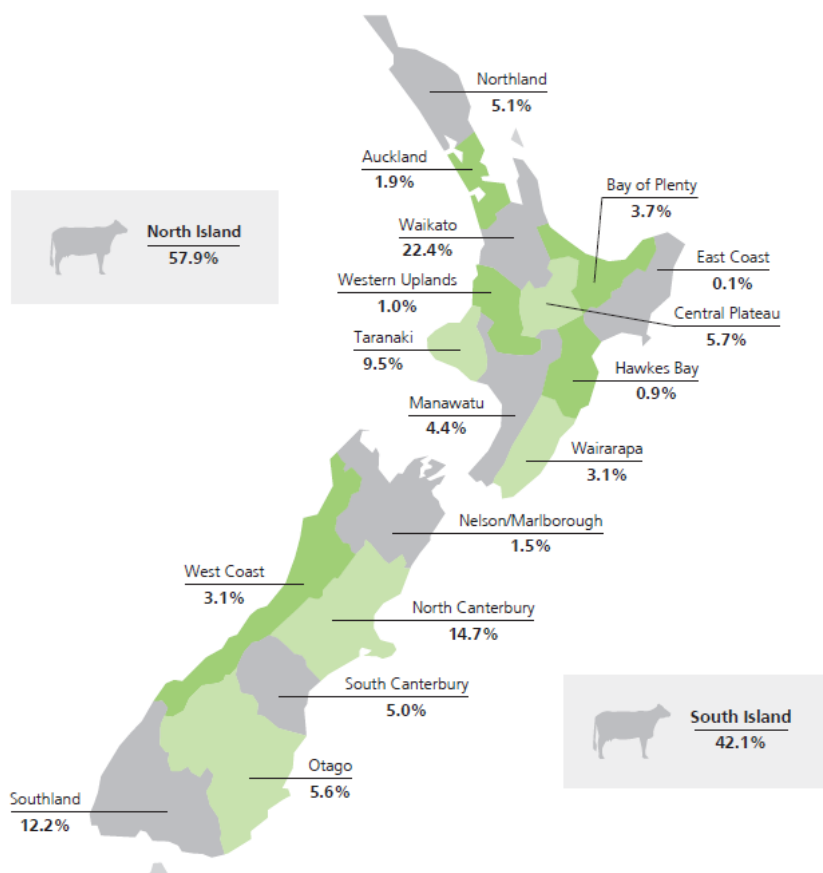 Northland
5.1%
Auckland
1.9%
Bay of Plenty
3.7%
North Island
57.9%
Waikato
22.4%
East Coast
0.1%
Western Uplands
1.0%
Central Plateau
5.7%
Taranaki
9.5%
Hawkes Bay
0.9%
Manawatu
4.4%
Wairarapa
3.1%
Nelson/Marlborough
1.5%
West Coast
3.1%
North Canterbury
14.7%
South Canterbury
5.0%
South Island
42.1%
Otago
5.6%
Southland
12.2%